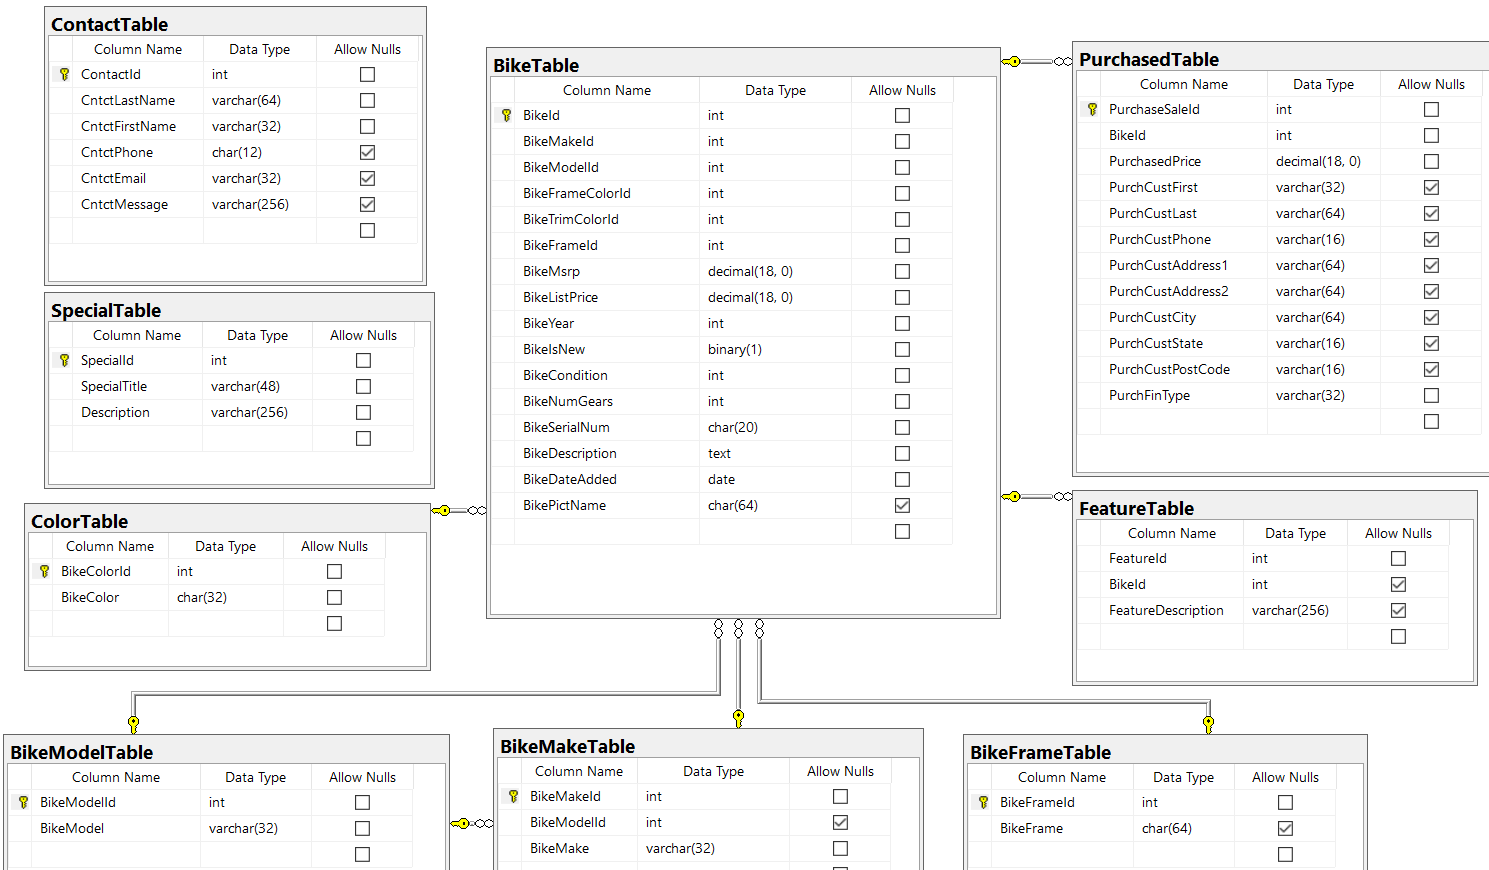 ContactTable
Column Name Data Type Allow Nulls
ContactId int
CntctLastName varchar(64)
CntctFirstName varchar(32)
CntctPhone char(12)
CntctEmail varchar(32)
CntctMessage varchar(256)
SpecialTable
Column Name Data Type Allow Nulls
SpecialId int
SpecialTitle varchar(48)
Description varchar(256)
ColorTable
Column Name Data Type Allow Nulls
BikeColorId int
BikeColor char(32)
BikeTable
Column Name Data Type Allow Nulls
BikeId int
BikeMakeId int
BikeModelId int
BikeFrameColorId int
BikeTrimColorId int
BikeFrameId int
BikeMsrp decimal(18, 0)
BikeListPrice decimal(18, 0)
BikeYear int
BikeIsNew binary(1)
BikeCondition int
BikeNumGears int
BikeSerialNum char(20)
BikeDescription text
BikeDateAdded date
BikePictName char(64)
PurchasedTable
Column Name Data Type Allow Nulls
PurchaseSaleId int
BikeId int
PurchasedPrice decimal(18, 0)
PurchCustFirst varchar(32)
PurchCustLast varchar(64)
PurchCustPhone varchar(16)
PurchCustAddress1 varchar(64)
PurchCustAddress2 varchar(64)
PurchCustCity varchar(64)
PurchCustState varchar(16)
PurchCustPostCode varchar(16)
PurchFinType varchar(32)
FeatureTable
Column Name Data Type Allow Nulls
FeatureId int
BikeId int
FeatureDescription varchar(256)
BikeModelTable
Column Name Data Type Allow Nulls
BikeModelId int
BikeModel varchar(32)
BikeMakeTable
Column Name Data Type Allow Nulls
BikeMakeId int
BikeModelId int
BikeMake varchar(32)
BikeFrameTable
Column Name Data Type Allow Nulls
BikeFrameId int
BikeFrame char(64)